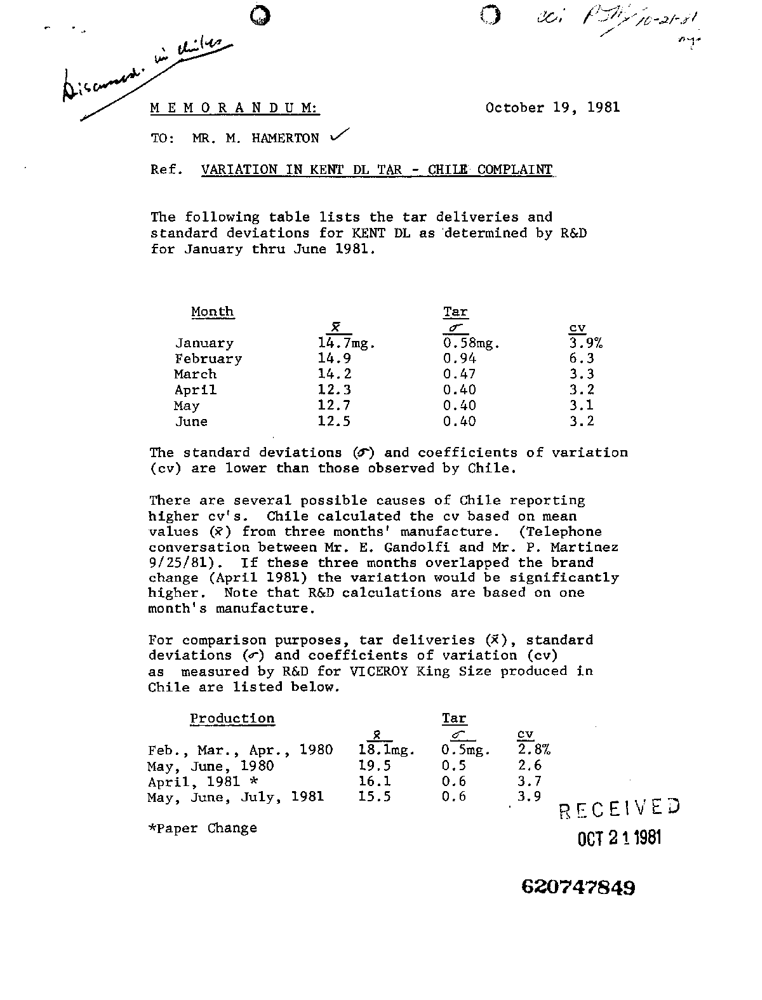 cci PJM/10-21-81
Discussed in Chile
M E M O R A N D U M: October 19, 1981
TO: MR. M. HAMERTON ✓
Ref. VARIATION IN KENT DL TAR - CHILE COMPLAINT
The following table lists the tar deliveries and
standard deviations for KENT DL as determined by R&D
for January thru June 1981.
Month Tar
x̄ σ cv
January 14.7mg. 0.58mg. 3.9%
February 14.9 0.94 6.3
March 14.2 0.47 3.3
April 12.3 0.40 3.2
May 12.7 0.40 3.1
June 12.5 0.40 3.2
The standard deviations (σ) and coefficients of variation
(cv) are lower than those observed by Chile.
There are several possible causes of Chile reporting
higher cv's. Chile calculated the cv based on mean
values (x̄) from three months' manufacture. (Telephone
conversation between Mr. E. Gandolfi and Mr. P. Martinez
9/25/81). If these three months overlapped the brand
change (April 1981) the variation would be significantly
higher. Note that R&D calculations are based on one
month's manufacture.
For comparison purposes, tar deliveries (x̄), standard
deviations (σ) and coefficients of variation (cv)
as measured by R&D for VICEROY King Size produced in
Chile are listed below.
Production Tar
x̄ σ cv
Feb., Mar., Apr., 1980 18.1mg. 0.5mg. 2.8%
May, June, 1980 19.5 0.5 2.6
April, 1981 * 16.1 0.6 3.7
May, June, July, 1981 15.5 0.6 3.9
*Paper Change
RECEIVED
OCT 21 1981
620747849